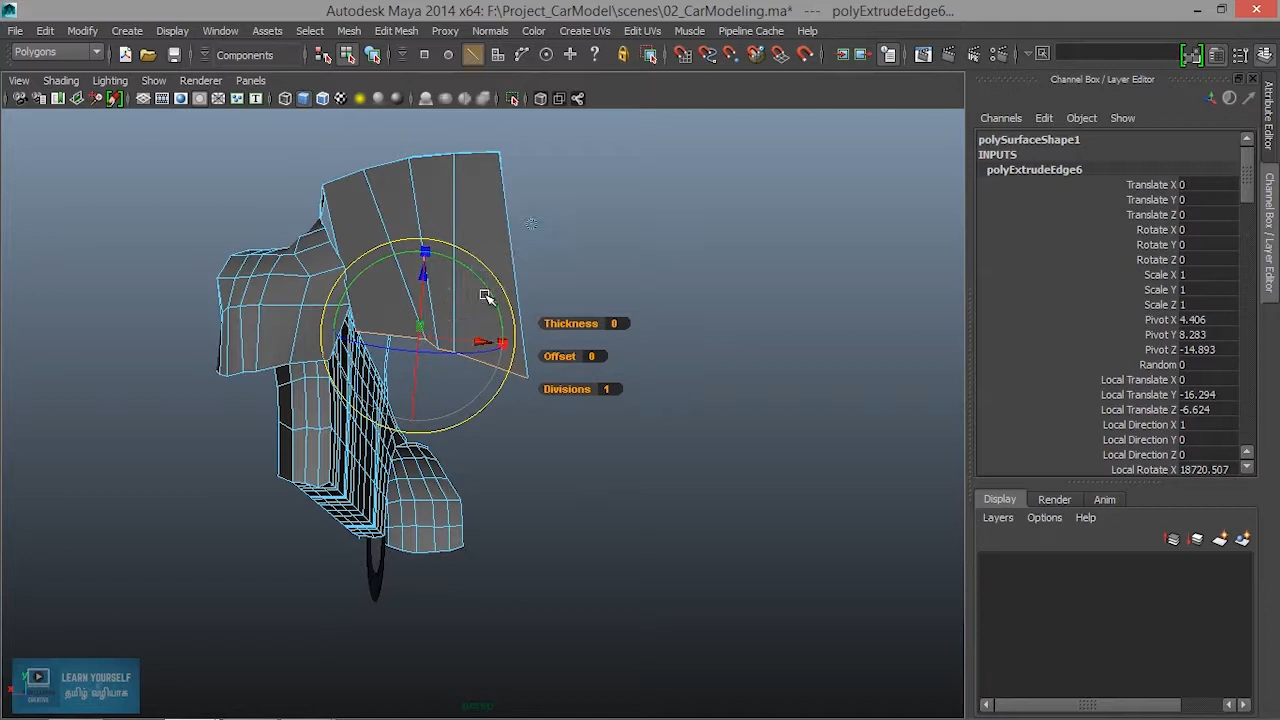 Autodesk Maya 2014 x64: F:\Project_CarModel\scenes\02_CarModeling.ma* --- polyExtrudeEdge6...
File Edit Modify Create Display Window Assets Select Mesh Edit Mesh Proxy Normals Color Create UVs Edit UVs Muscle Pipeline Cache Help
Polygons
Components
View Shading Lighting Show Renderer Panels
Channel Box / Layer Editor
Channels Edit Object Show
polySurfaceShape1
INPUTS
polyExtrudeEdge6
Translate X 0
Translate Y 0
Translate Z 0
Rotate X 0
Rotate Y 0
Rotate Z 0
Scale X 1
Scale Y 1
Scale Z 1
Pivot X 4.406
Pivot Y 3.283
Pivot Z -14.893
Random 0
Local Translate X 0
Local Translate Y -16.294
Local Translate Z -6.624
Local Direction X 1
Local Direction Y 0
Local Direction Z 0
Local Rotate X 18720.507
Display Render Anim
Layers Options Help
Attribute Editor
Channel Box / Layer Editor
Thickness 0
Offset 0
Divisions 1
LEARN YOURSELF
தமிழ் வழியாக
CREATIVE
persp